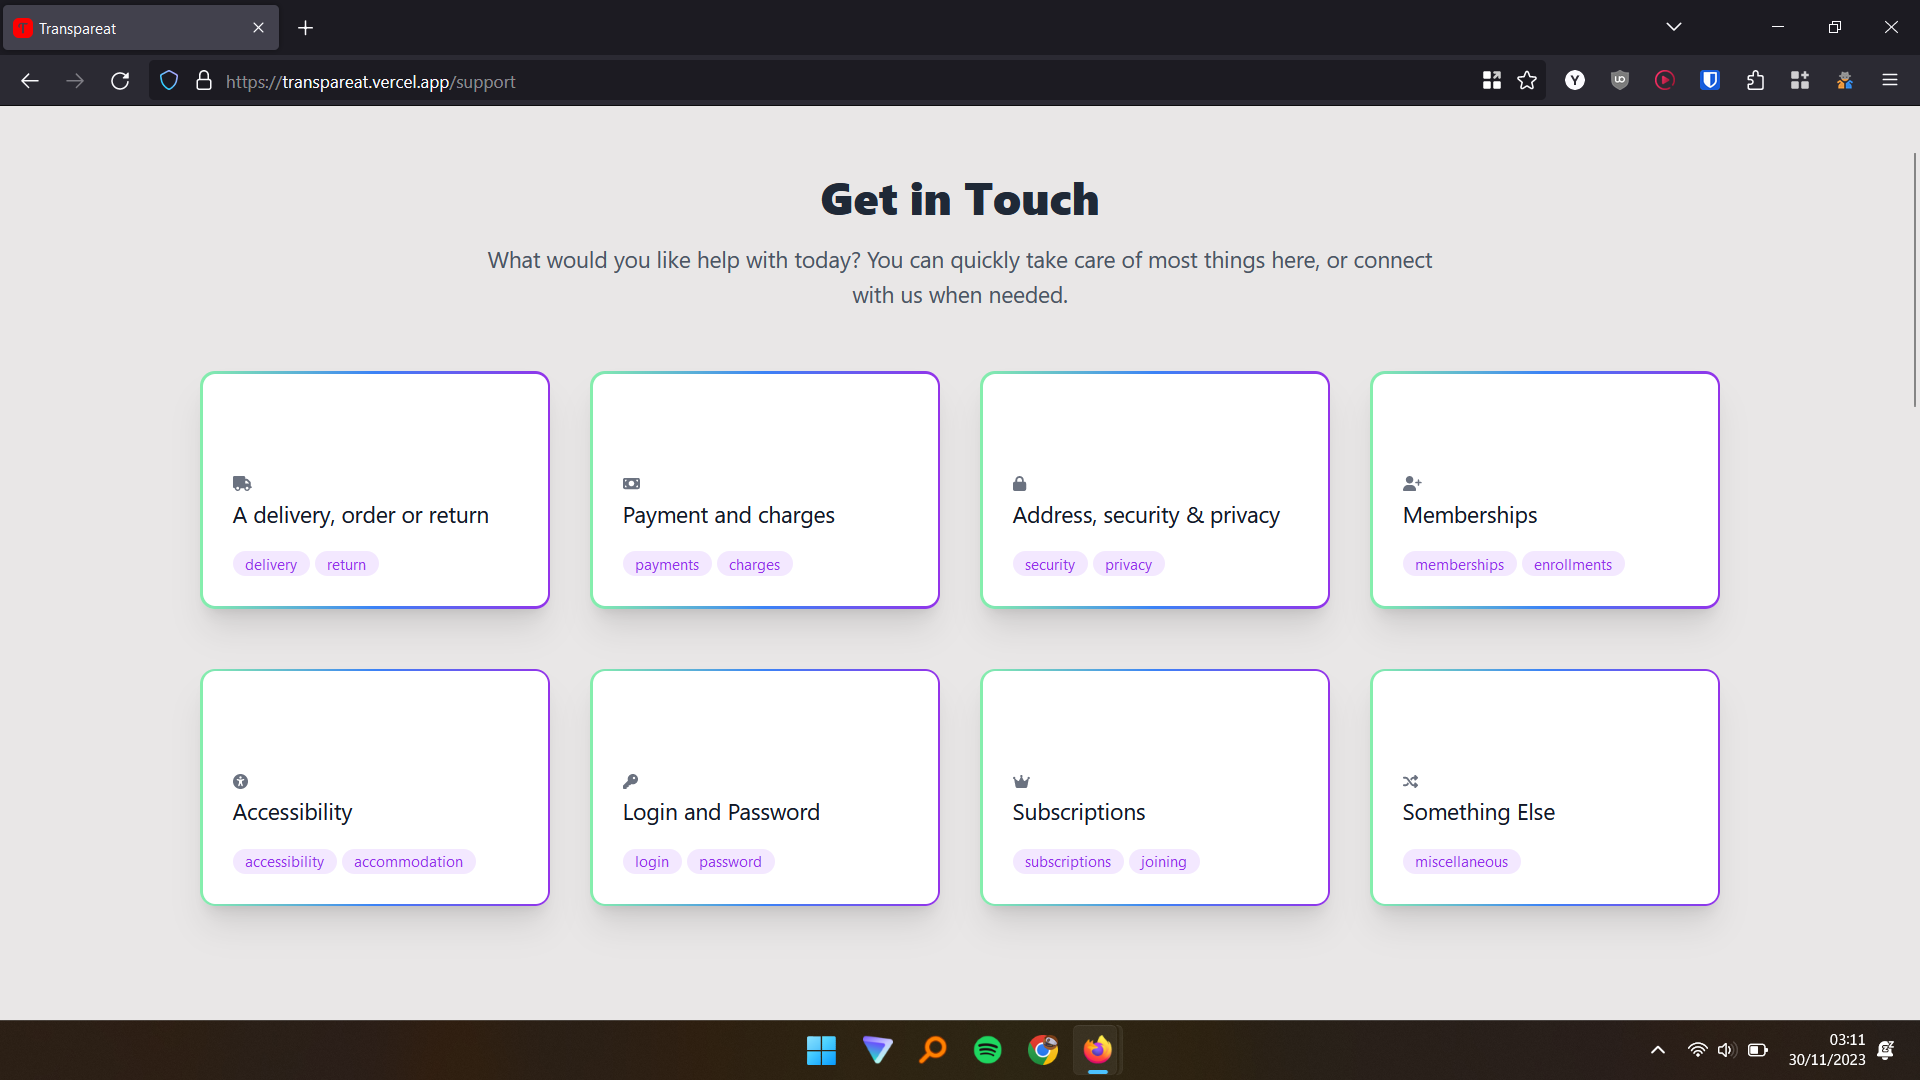 Transpareat
https://transpareat.vercel.app/support
Get in Touch
What would you like help with today? You can quickly take care of most things here, or connect
with us when needed.
A delivery, order or return
delivery return
Payment and charges
payments charges
Address, security & privacy
security privacy
Memberships
memberships enrollments
Accessibility
accessibility accommodation
Login and Password
login password
Subscriptions
subscriptions joining
Something Else
miscellaneous
03:11
30/11/2023